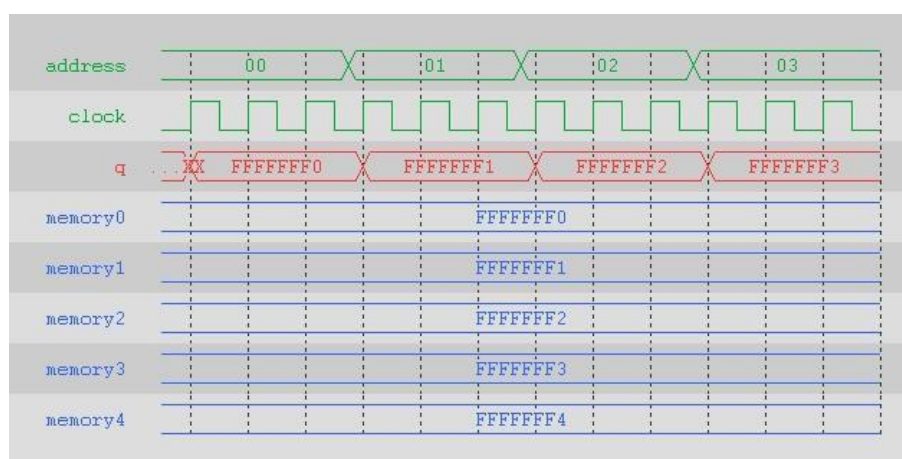 address 00 01 02 03
clock
q ...XX FFFFFFF0 FFFFFFF1 FFFFFFF2 FFFFFFF3
memory0 FFFFFFF0
memory1 FFFFFFF1
memory2 FFFFFFF2
memory3 FFFFFFF3
memory4 FFFFFFF4